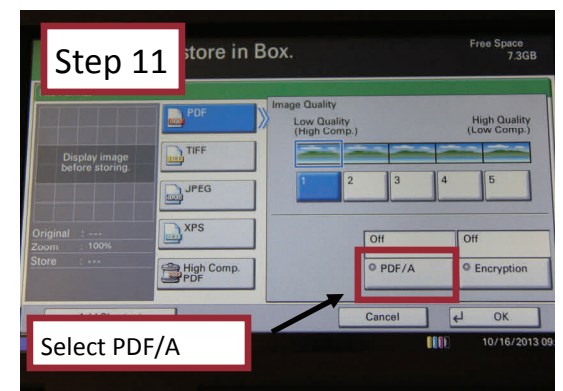 Step 11
store in Box.
Free Space
7.3GB
PDF
TIFF
JPEG
XPS
High Comp.
PDF
Image Quality
Low Quality
(High Comp.)
High Quality
(Low Comp.)
1
2
3
4
5
Display image
before storing.
Original : ---
Zoom : 100%
Store : ---
Off
Off
PDF/A
Encryption
Cancel
OK
Select PDF/A
10/16/2013 09